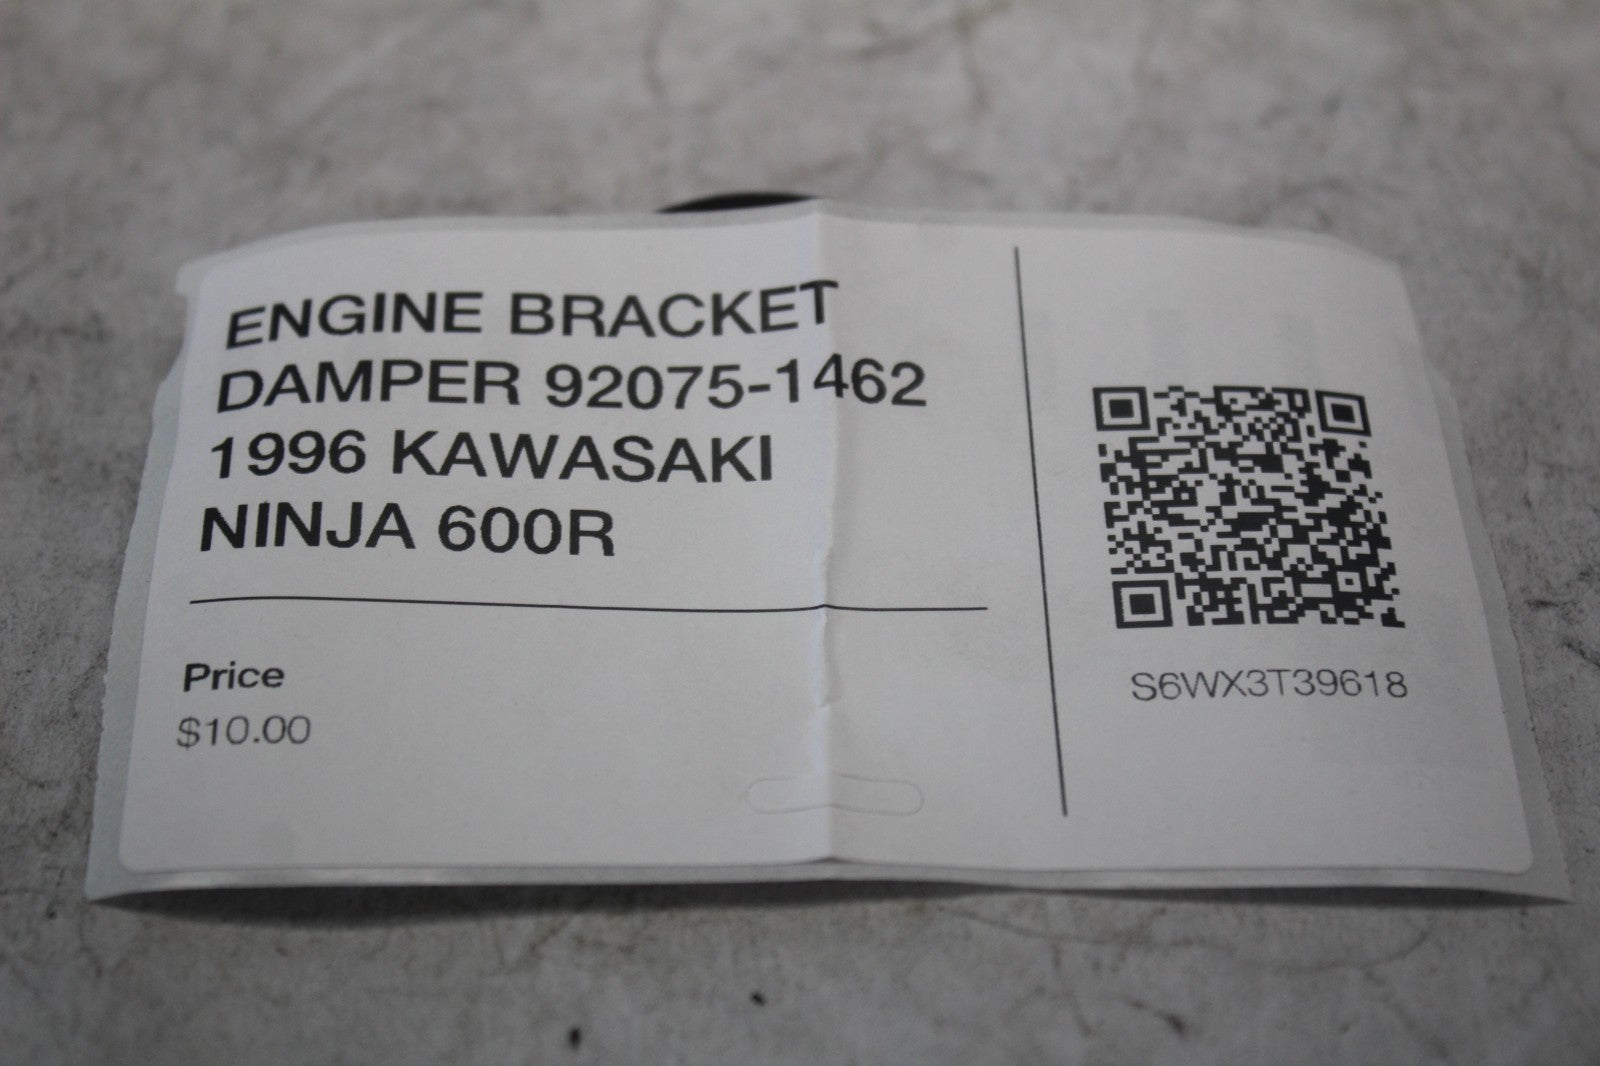 ENGINE BRACKET
DAMPER 92075-1462
1996 KAWASAKI
NINJA 600R
Price
$10.00
S6WX3T39618